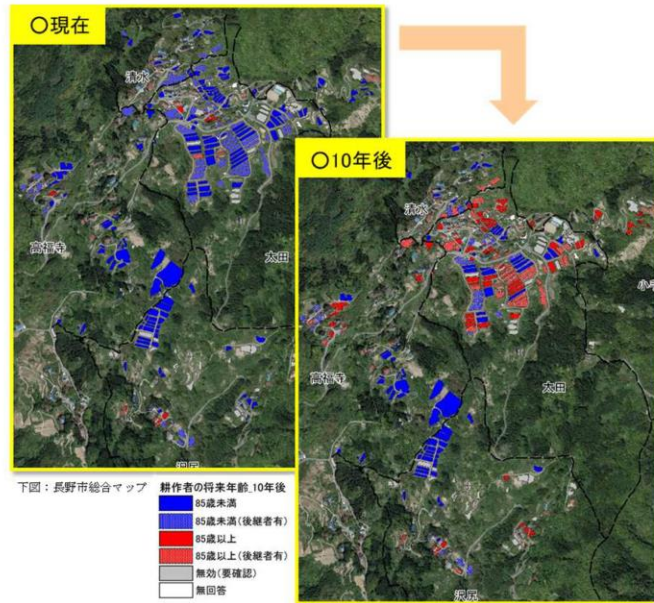 〇現在
清水
高福寺
太田
〇10年後
清水
高福寺
太田
沢尻
下図：長野市総合マップ
耕作者の将来年齢_10年後
85歳未満
85歳未満(後継者有)
85歳以上
85歳以上(後継者有)
無効(要確認)
無回答